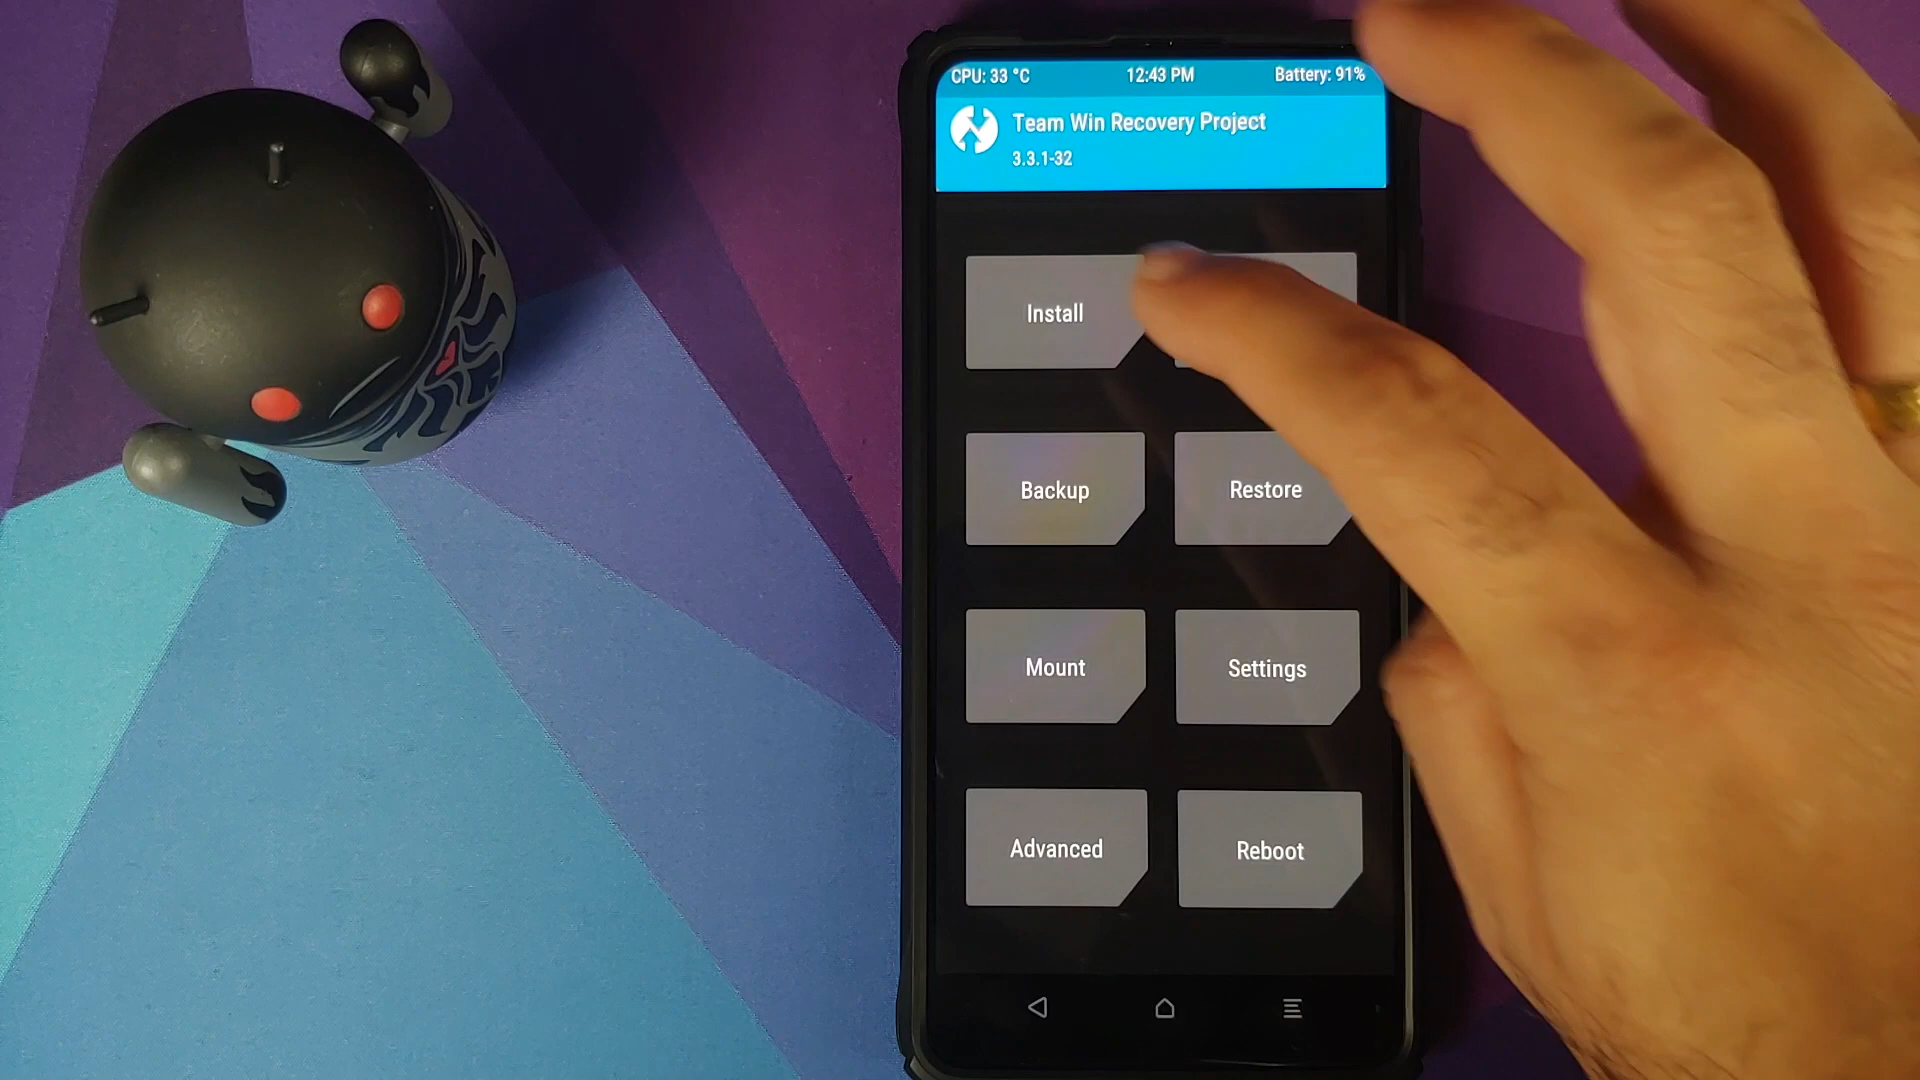 CPU: 33 °C 12:43 PM Battery: 91%
Team Win Recovery Project
3.3.1-32
Install
Backup Restore
Mount Settings
Advanced Reboot